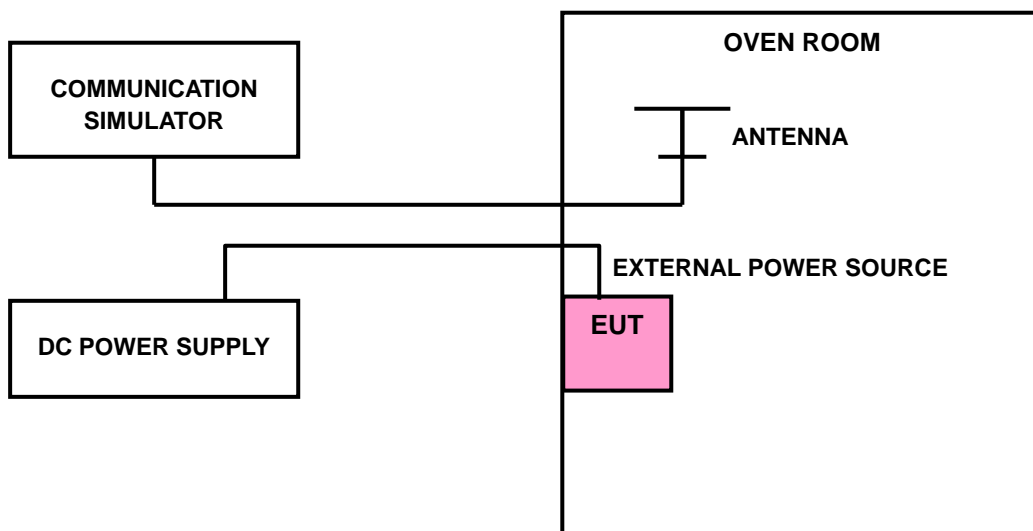 OVEN ROOM
COMMUNICATION
SIMULATOR
ANTENNA
EXTERNAL POWER SOURCE
EUT
DC POWER SUPPLY